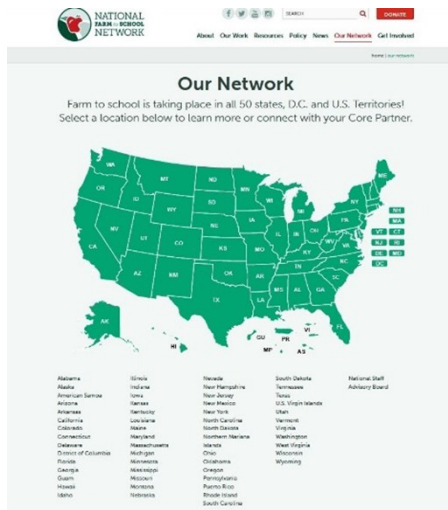 NATIONAL
FARM to SCHOOL
NETWORK
SEARCH
DONATE
About Our Work Resources Policy News Our Network Get Involved
home | our network
Our Network
Farm to school is taking place in all 50 states, D.C. and U.S. Territories!
Select a location below to learn more or connect with your Core Partner.
WA
MT
ND
MN
ME
OR
ID
SD
WI
MI
NY
WY
IA
PA
NH
MA
NV
NE
IL
IN
OH
VT CT
UT
CO
KS
MO
KY
WV
VA
NJ RI
CA
DE MD
NC
DC
TN
AZ
NM
OK
AR
SC
MS
AL
GA
TX
LA
FL
AK
HI
GU
PR
VI
MP
AS
Alabama
Alaska
American Samoa
Arizona
Arkansas
California
Colorado
Connecticut
Delaware
District of Columbia
Florida
Georgia
Guam
Hawaii
Idaho
Illinois
Indiana
Iowa
Kansas
Kentucky
Louisiana
Maine
Maryland
Massachusetts
Michigan
Minnesota
Mississippi
Missouri
Montana
Nebraska
Nevada
New Hampshire
New Jersey
New Mexico
New York
North Carolina
North Dakota
Northern Mariana
Islands
Ohio
Oklahoma
Oregon
Pennsylvania
Puerto Rico
Rhode Island
South Carolina
South Dakota
Tennessee
Texas
U.S. Virgin Islands
Utah
Vermont
Virginia
Washington
West Virginia
Wisconsin
Wyoming
National Staff
Advisory Board